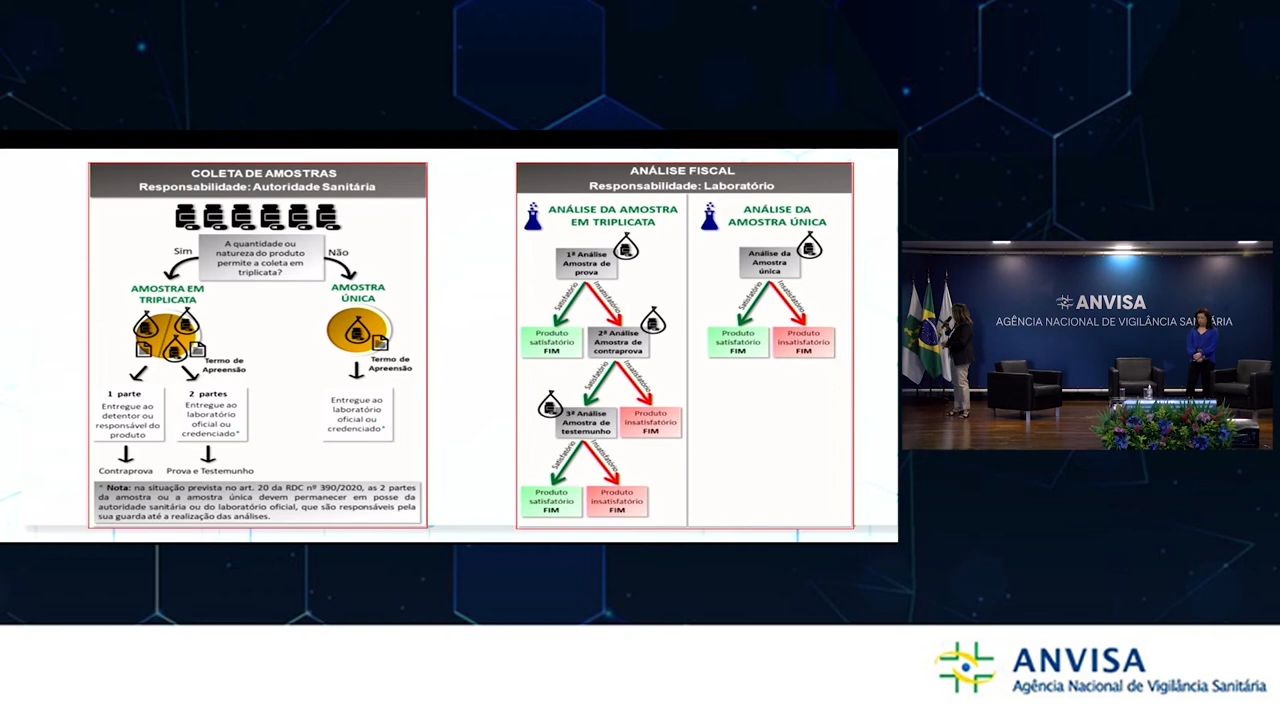 COLETA DE AMOSTRAS
Responsabilidade: Autoridade Sanitária
A quantidade ou
natureza do produto
permite a coleta em
triplicata?
Sim
Não
AMOSTRA EM
TRIPLICATA
AMOSTRA
ÚNICA
Termo de
Apreensão
Termo de
Apreensão
1 parte
Entregue ao
detentor ou
responsável do
produto
2 partes
Entregue ao
laboratório
oficial ou
credenciado*
Entregue ao
laboratório
oficial ou
credenciado*
Contraprova
Prova e Testemunho
* Nota: na situação prevista no art. 20 da RDC nº 390/2020, as 2 partes
da amostra ou a amostra única devem permanecer em posse da
autoridade sanitária ou do laboratório oficial, que são responsáveis pela
sua guarda até a realização das análises.
ANÁLISE FISCAL
Responsabilidade: Laboratório
ANÁLISE DA AMOSTRA
EM TRIPLICATA
1ª Análise
Amostra de
prova
Satisfatório
Insatisfatório
Produto
satisfatório
FIM
2ª Análise
Amostra de
contraprova
Satisfatório
Insatisfatório
3ª Análise
Amostra de
testemunho
Produto
insatisfatório
FIM
Satisfatório
Insatisfatório
Produto
satisfatório
FIM
Produto
insatisfatório
FIM
ANÁLISE DA
AMOSTRA ÚNICA
Análise da
Amostra
única
Satisfatório
Insatisfatório
Produto
satisfatório
FIM
Produto
insatisfatório
FIM
ANVISA
AGÊNCIA NACIONAL DE VIGILÂNCIA SANITÁRIA
ANVISA
Agência Nacional de Vigilância Sanitária